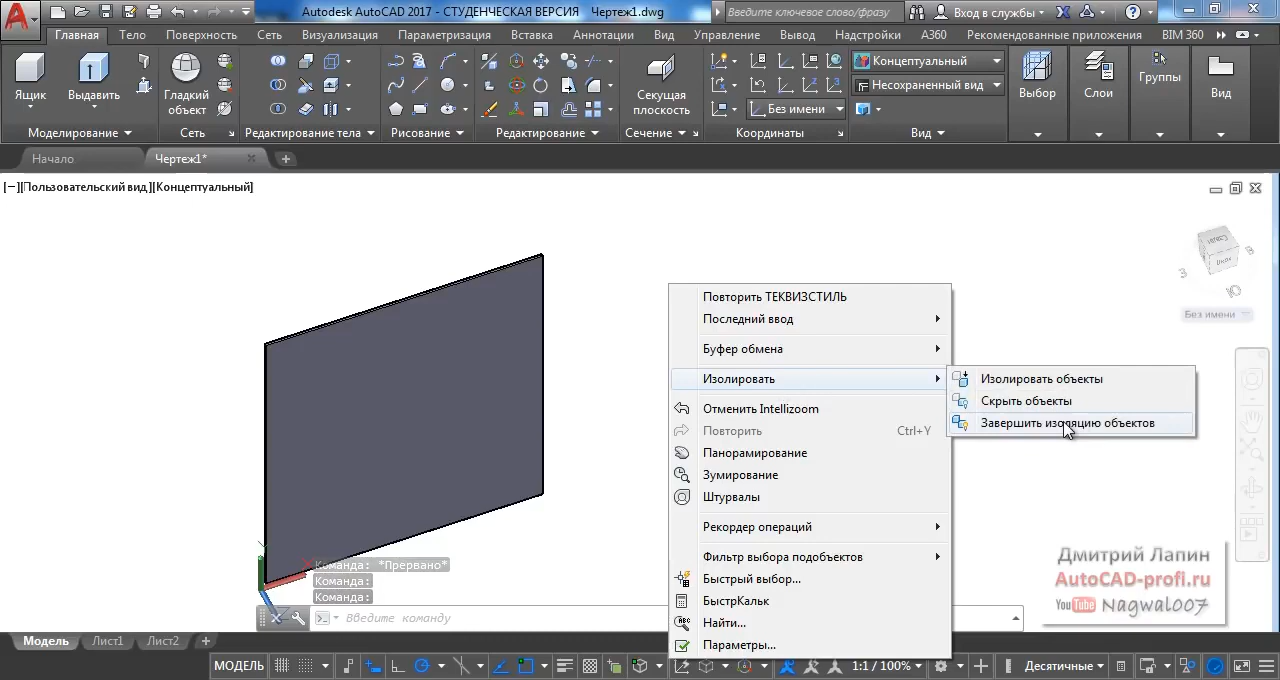 Autodesk AutoCAD 2017 - СТУДЕНЧЕСКАЯ ВЕРСИЯ Чертеж1.dwg
Введите ключевое слово/фразу
Вход в службы
Главная Тело Поверхность Сеть Визуализация Параметризация Вставка Аннотации Вид Управление Вывод Надстройки A360 Рекомендованные приложения BIM 360
Ящик
Выдавить
Гладкий объект
Секущая плоскость
Концептуальный
Несохраненный вид
Без имени
Выбор
Слои
Группы
Вид
Моделирование Сеть Редактирование тела Рисование Редактирование Сечение Координаты Вид
Начало Чертеж1*
[−][Пользовательский вид][Концептуальный]
З
Ю
В
Без имени
Повторить ТЕКВИЗСТИЛЬ
Последний ввод
Буфер обмена
Изолировать
Отменить Intellizoom
Повторить Ctrl+Y
Панорамирование
Зумирование
Штурвалы
Рекордер операций
Фильтр выбора подобъектов
Быстрый выбор...
БыстрКальк
Найти...
Параметры...
Изолировать объекты
Скрыть объекты
Завершить изоляцию объектов
Команда: *Прервано*
Команда:
Команда:
Введите команду
Дмитрий Лапин
AutoCAD-profi.ru
YouTube Nagwal007
Модель Лист1 Лист2
МОДЕЛЬ 1:1 / 100% Десятичные